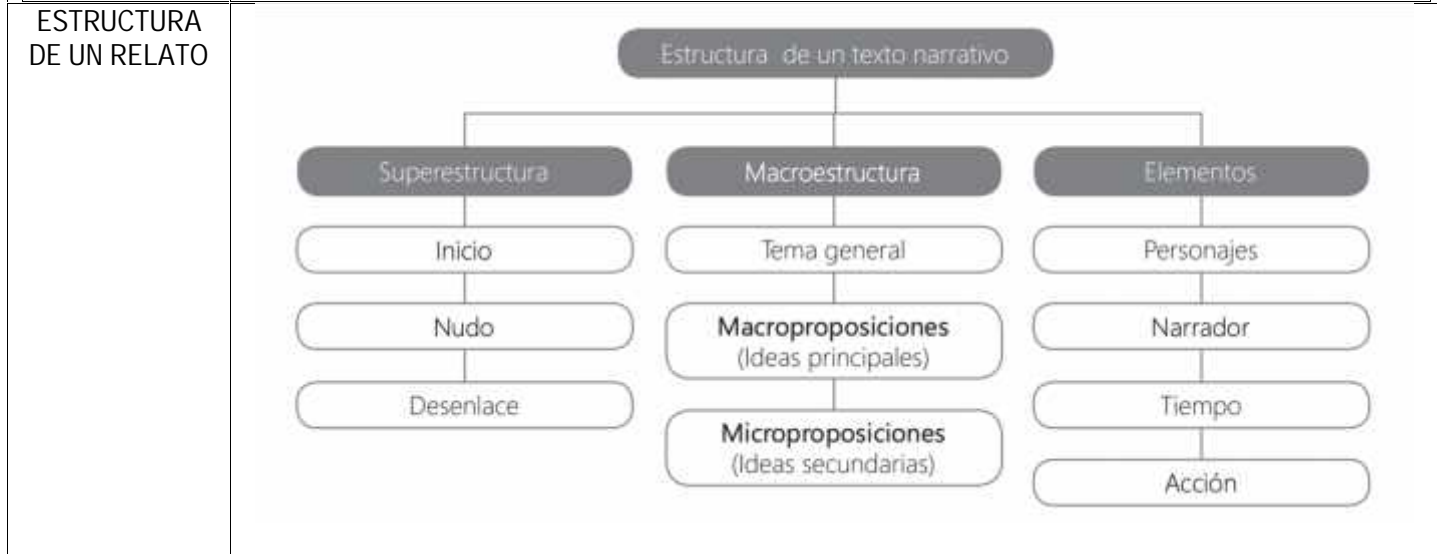 ESTRUCTURA
DE UN RELATO
Estructura de un texto narrativo
Superestructura
Macroestructura
Elementos
Inicio
Tema general
Personajes
Nudo
Macroproposiciones
(Ideas principales)
Narrador
Desenlace
Microproposiciones
(Ideas secundarias)
Tiempo
Acción